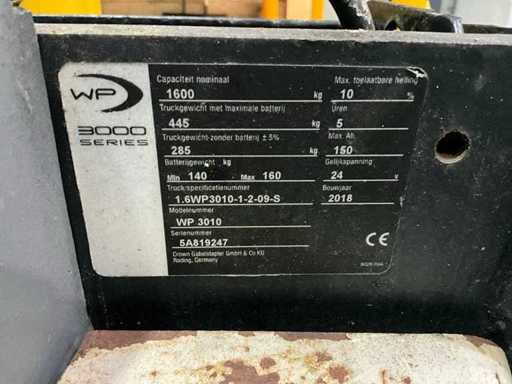 WP
3000
SERIES
Capaciteit nominaal Max. toelaatbare helling
1600 kg 10 %
Truckgewicht met maximale batterij Uren
445 kg 5
Truckgewicht zonder batterij ± 5% Max. Ah.
285 kg 150
Batterijgewicht kg Gelijkspanning
Min 140 - Max 160 24 v
Truckspecificatienummer Bouwjaar
1.6WP3010-1-2-09-S 2018
Modelnummer
WP 3010
Serienummer
5A819247
Crown Gabelstapler GmbH & Co KG
Roding, Germany
CE